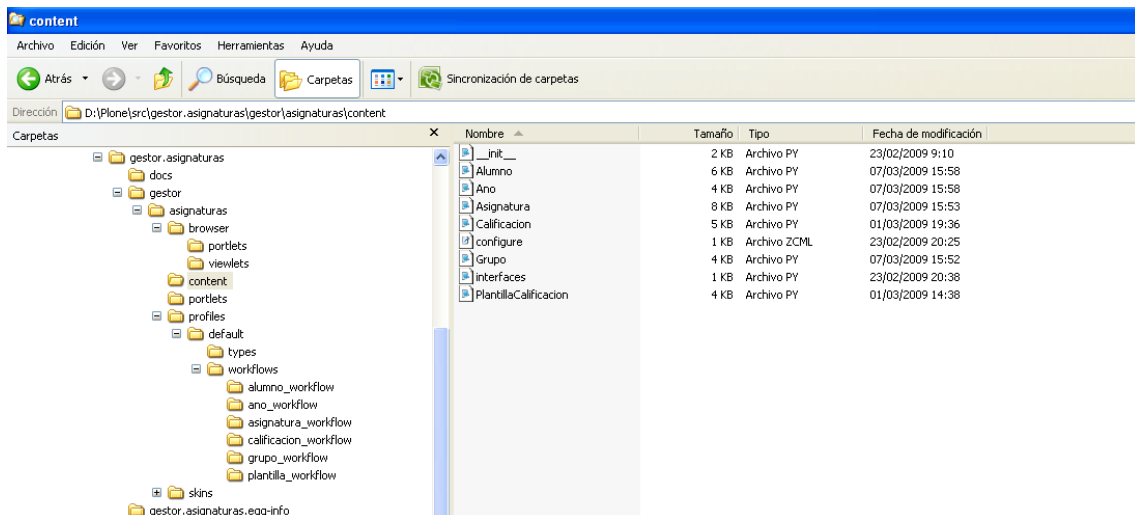 content
Archivo Edición Ver Favoritos Herramientas Ayuda
Atrás Búsqueda Carpetas Sincronización de carpetas
Dirección D:\Plone\src\gestor.asignaturas\gestor\asignaturas\content
Carpetas
gestor.asignaturas
docs
gestor
asignaturas
browser
portlets
viewlets
content
portlets
profiles
default
types
workflows
alumno_workflow
ano_workflow
asignatura_workflow
calificacion_workflow
grupo_workflow
plantilla_workflow
skins
gestor.asignaturas.egg-info
Nombre Tamaño Tipo Fecha de modificación
__init__ 2 KB Archivo PY 23/02/2009 9:10
Alumno 6 KB Archivo PY 07/03/2009 15:58
Ano 4 KB Archivo PY 07/03/2009 15:58
Asignatura 8 KB Archivo PY 07/03/2009 15:53
Calificacion 5 KB Archivo PY 01/03/2009 19:36
configure 1 KB Archivo ZCML 23/02/2009 20:25
Grupo 4 KB Archivo PY 07/03/2009 15:52
interfaces 1 KB Archivo PY 23/02/2009 20:38
PlantillaCalificacion 4 KB Archivo PY 01/03/2009 14:38